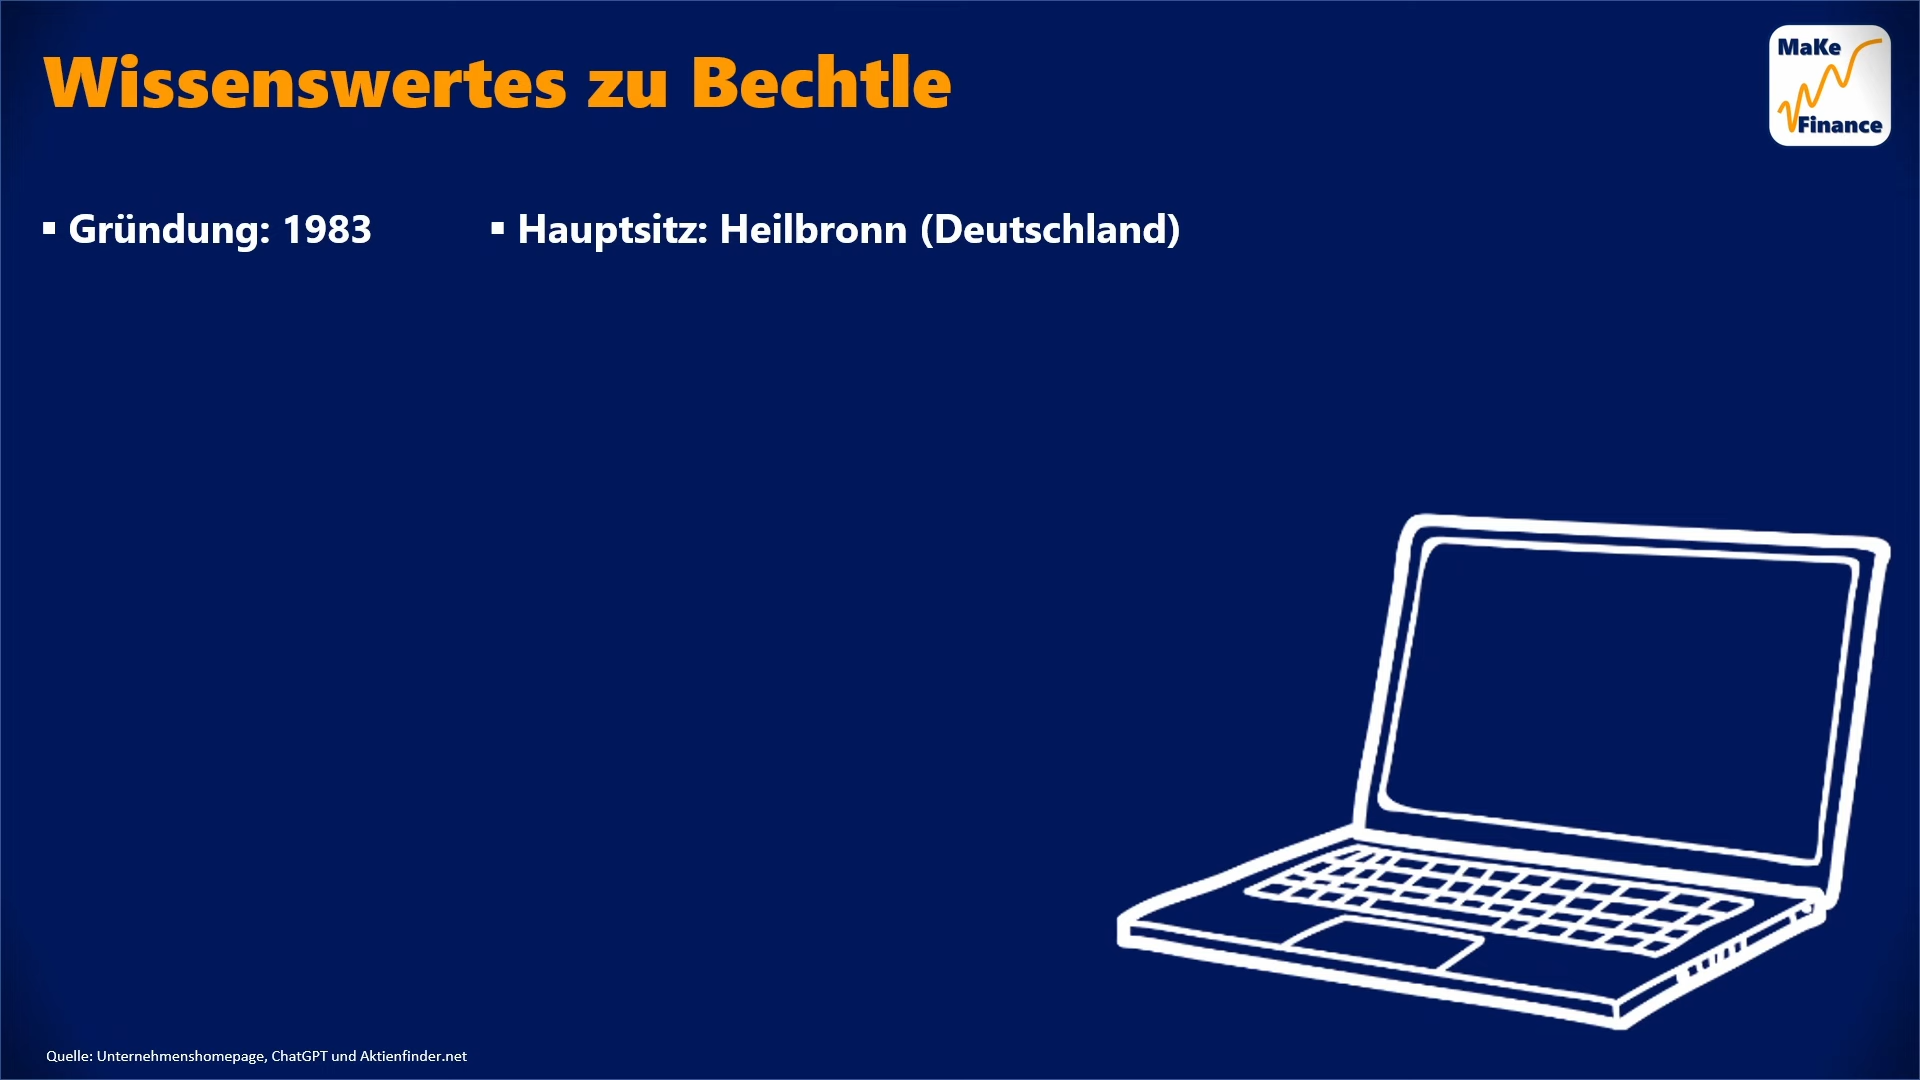 Wissenswertes zu Bechtle
MaKe
Finance
▪ Gründung: 1983
▪ Hauptsitz: Heilbronn (Deutschland)
Quelle: Unternehmenshomepage, ChatGPT und Aktienfinder.net